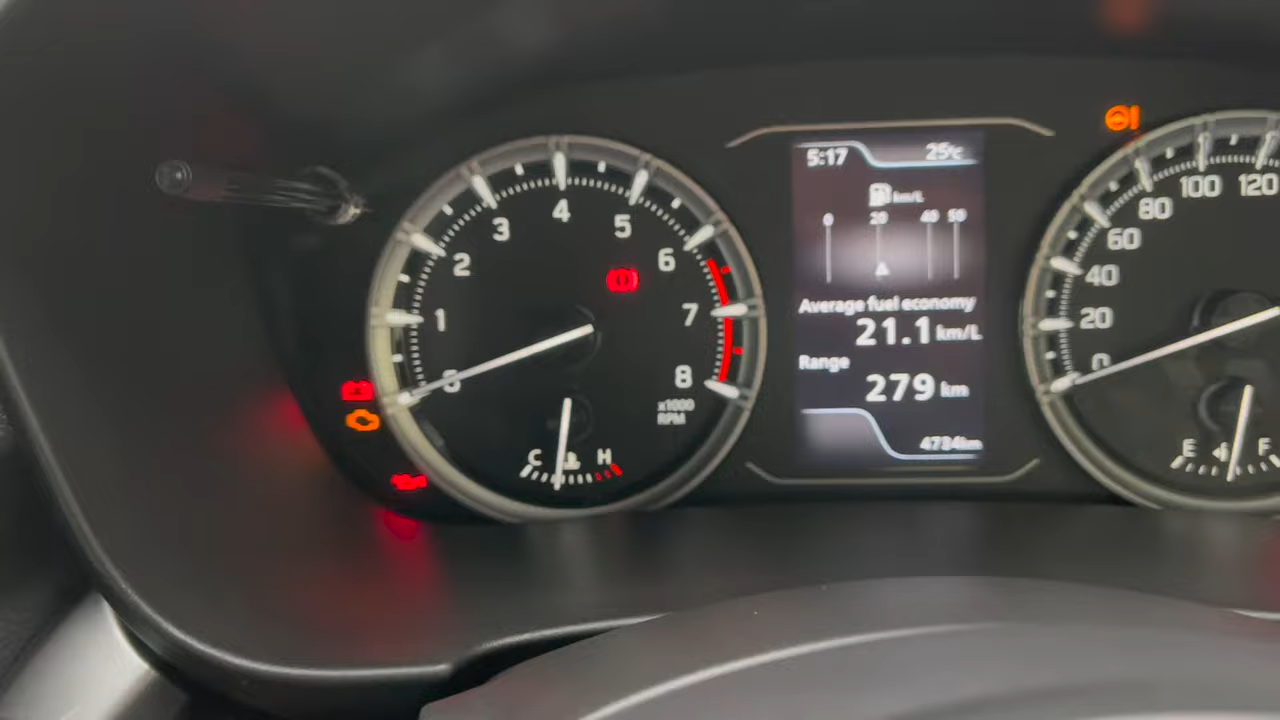 5:17 25°C
km/L
0 20 40 50
Average fuel economy
21.1 km/L
Range
279 km
4734km
0 1 2 3 4 5 6 7 8
x1000
RPM
C H
0 20 40 60 80 100 120
E F